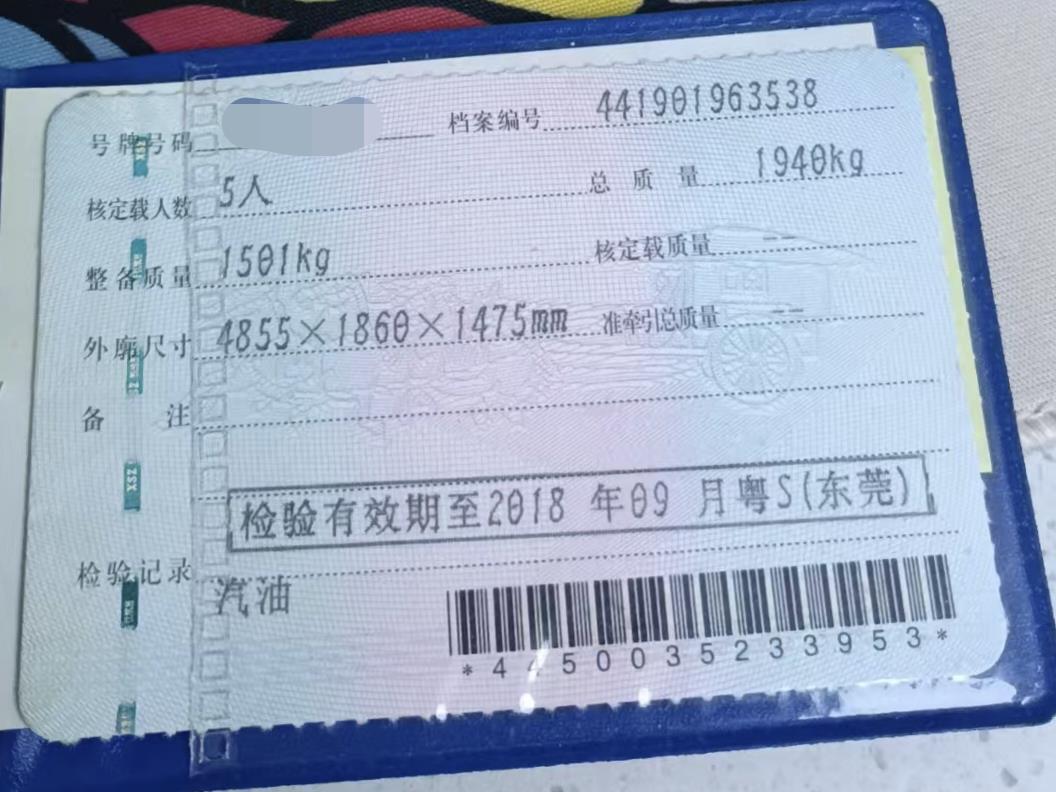 号牌号码 档案编号 441901963538
核定载人数 5人 总质量 1940kg
整备质量 1501kg 核定载质量 --
外廓尺寸 4855×1860×1475mm 准牵引总质量 --
备注
检验有效期至2018 年09 月粤S(东莞)
检验记录
汽油
*4450035233953*
XSZ